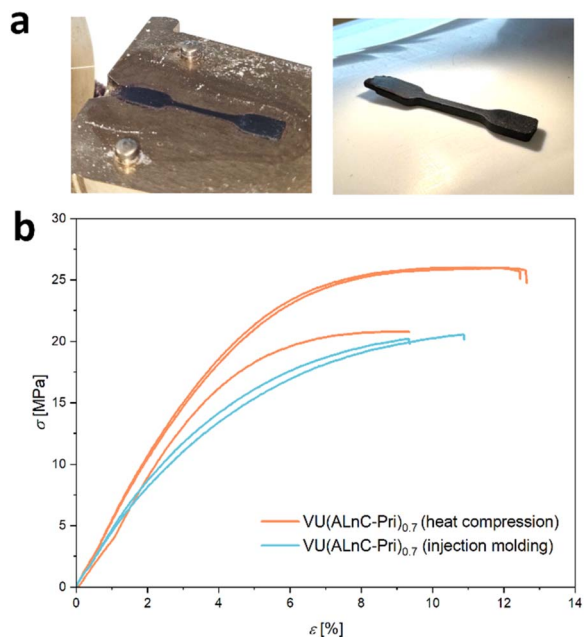 a
b
30
25
20
15
10
5
0
σ [MPa]
VU(ALnC-Pri)0.7 (heat compression)
VU(ALnC-Pri)0.7 (injection molding)
0 2 4 6 8 10 12 14
ε [%]